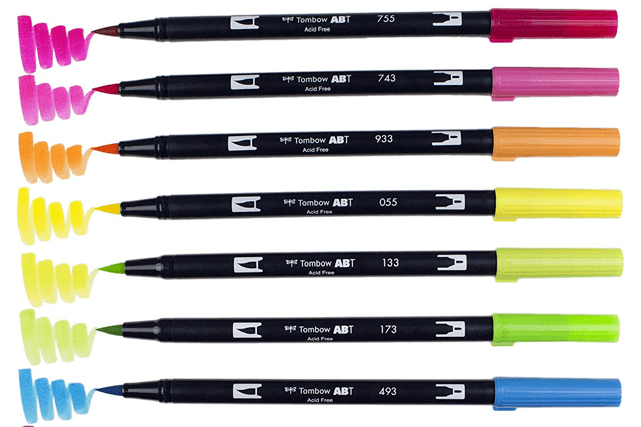 Tombow ABT 755
Acid Free
Tombow ABT 743
Acid Free
Tombow ABT 933
Acid Free
Tombow ABT 055
Acid Free
Tombow ABT 133
Acid Free
Tombow ABT 173
Acid Free
Tombow ABT 493
Acid Free